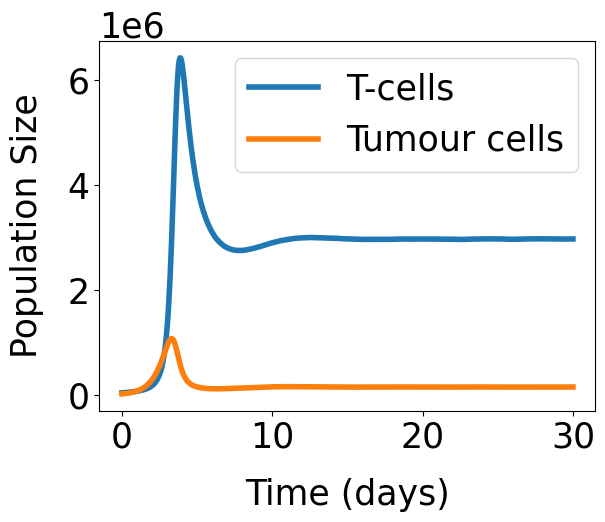 1e6
T-cells
Tumour cells
Population Size
6
4
2
0
0 10 20 30
Time (days)